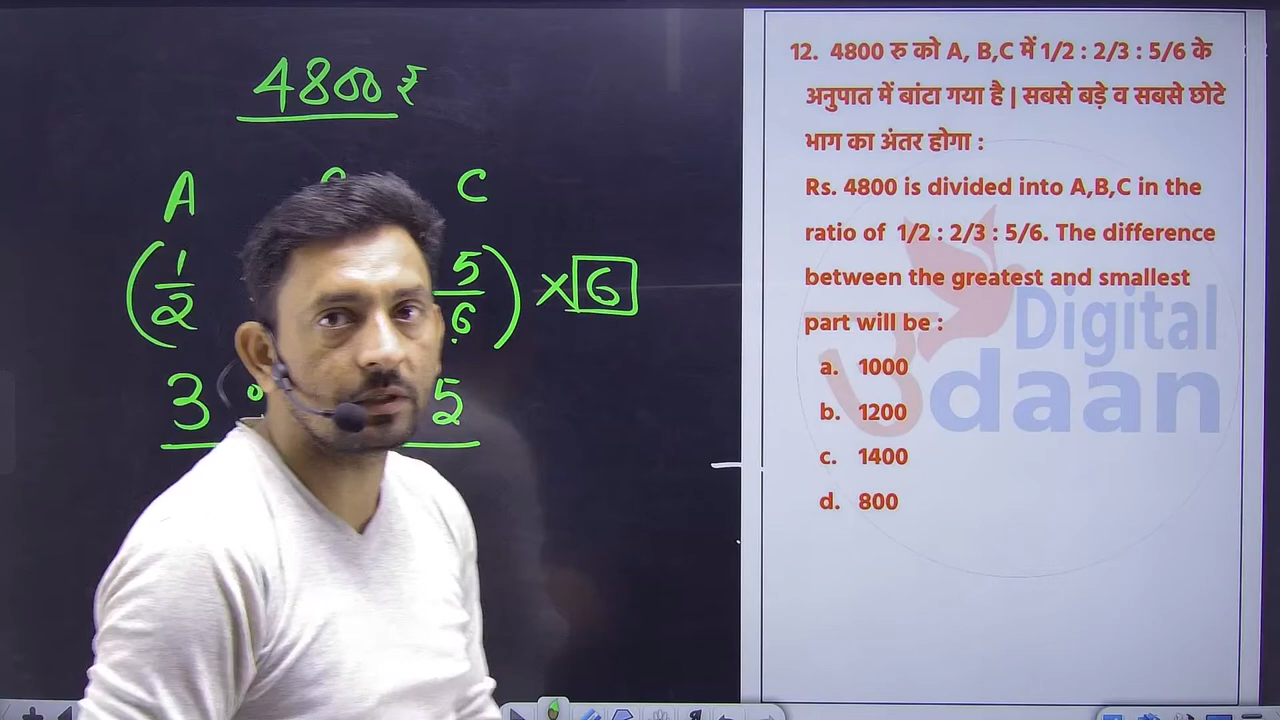 4800 ₹
A C
( 1/2 5/6 ) × 6
3 : 5
12. 4800 रु को A, B,C में 1/2 : 2/3 : 5/6 के
अनुपात में बांटा गया है | सबसे बड़े व सबसे छोटे
भाग का अंतर होगा :
Rs. 4800 is divided into A,B,C in the
ratio of 1/2 : 2/3 : 5/6. The difference
between the greatest and smallest
part will be :
a. 1000
b. 1200
c. 1400
d. 800
Digital
उdaan